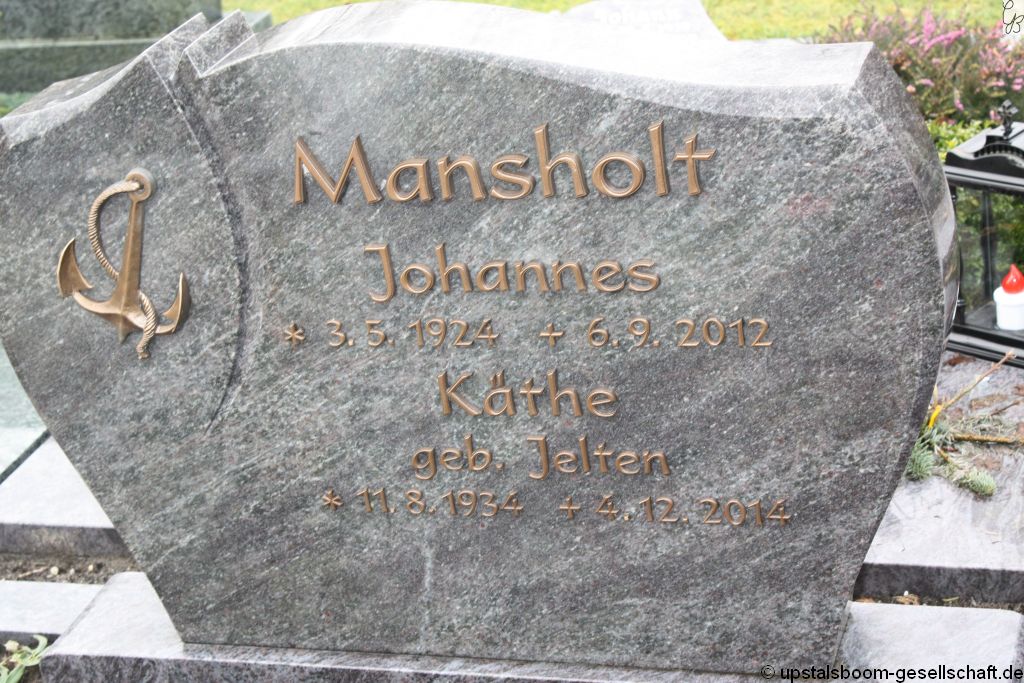 Mansholt
Johannes
* 3.5.1924 + 6.9.2012
Käthe
geb. Jelten
* 11.8.1934 + 4.12.2014
© upstalsboom-gesellschaft.de